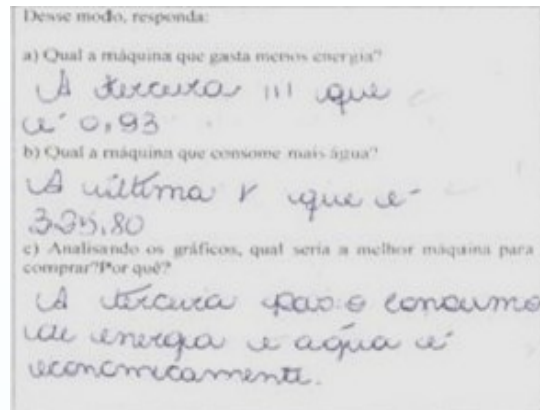 Desse modo, responda:
a) Qual a máquina que gasta menos energia?
A terceira III que
é 0,93
b) Qual a máquina que consome mais água?
A última V que é
325,80
c) Analisando os gráficos, qual seria a melhor máquina para
comprar?Por quê?
A terceira o consumo
de energia e agúa é
economicamente.